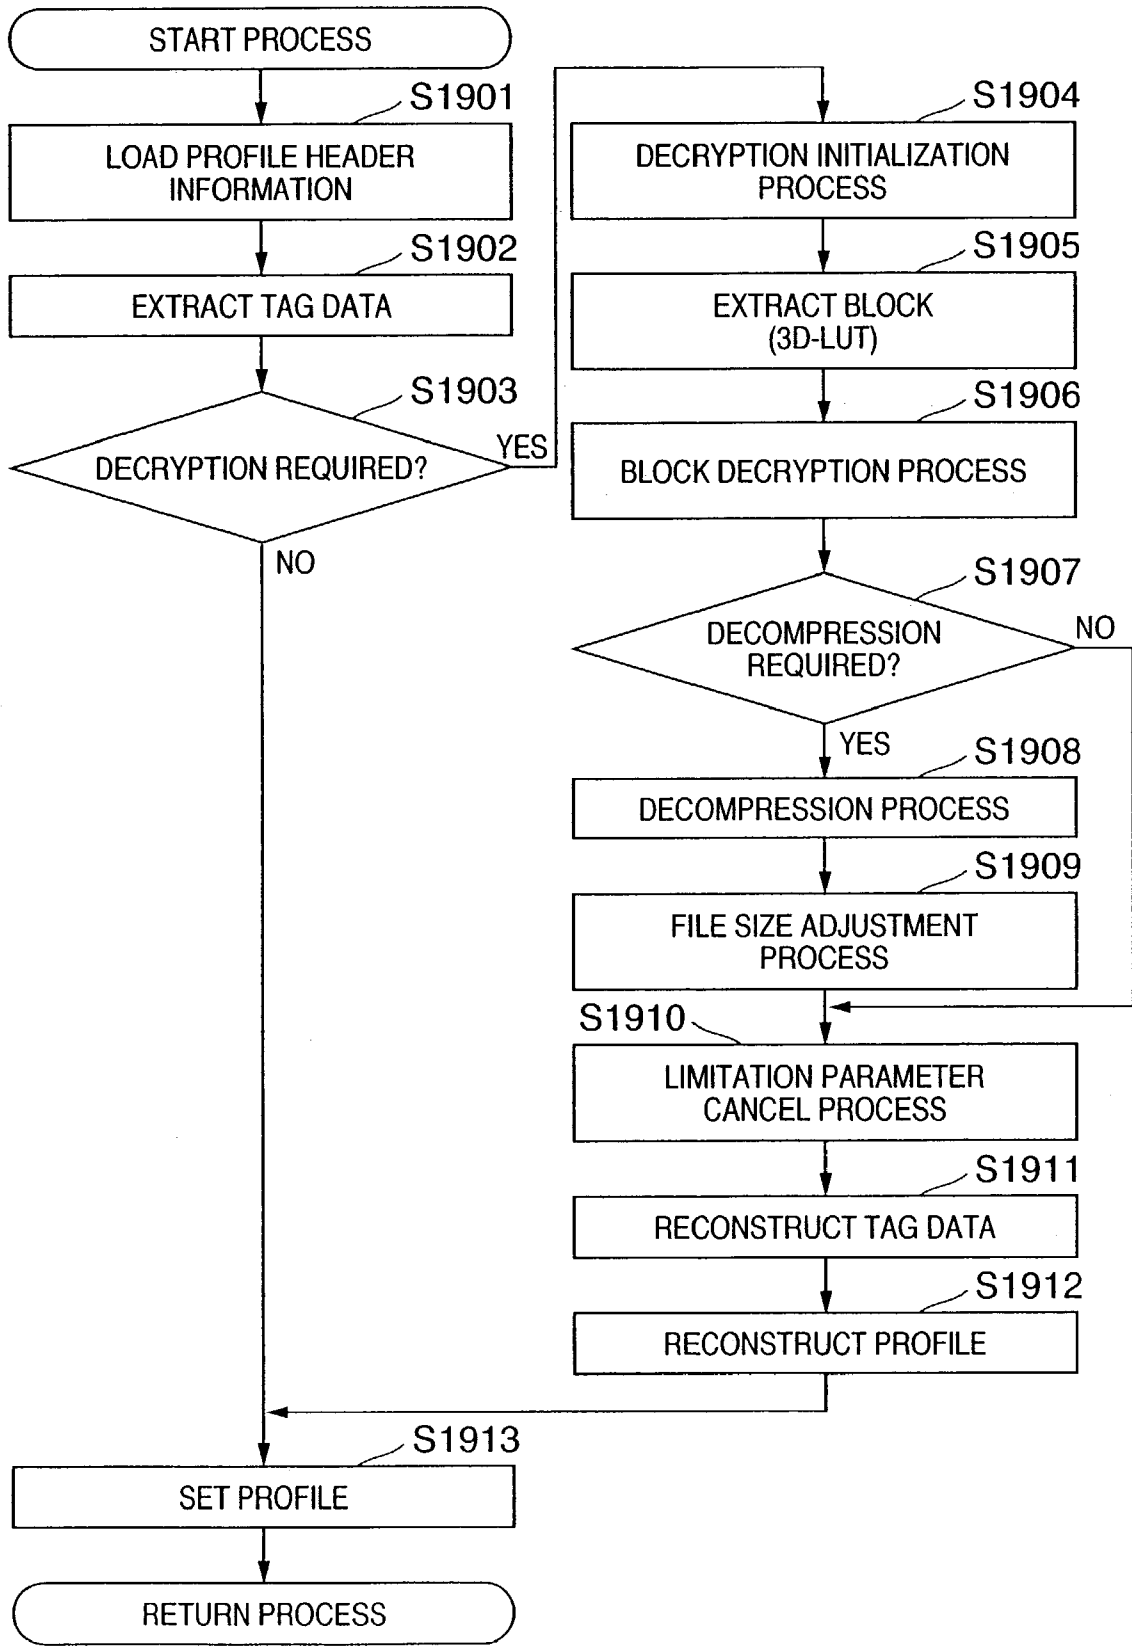 START PROCESS
S1901
LOAD PROFILE HEADER
INFORMATION
S1902
EXTRACT TAG DATA
S1903
DECRYPTION REQUIRED?
YES
NO
S1904
DECRYPTION INITIALIZATION
PROCESS
S1905
EXTRACT BLOCK
(3D-LUT)
S1906
BLOCK DECRYPTION PROCESS
S1907
DECOMPRESSION
REQUIRED?
NO
YES
S1908
DECOMPRESSION PROCESS
S1909
FILE SIZE ADJUSTMENT
PROCESS
S1910
LIMITATION PARAMETER
CANCEL PROCESS
S1911
RECONSTRUCT TAG DATA
S1912
RECONSTRUCT PROFILE
S1913
SET PROFILE
RETURN PROCESS